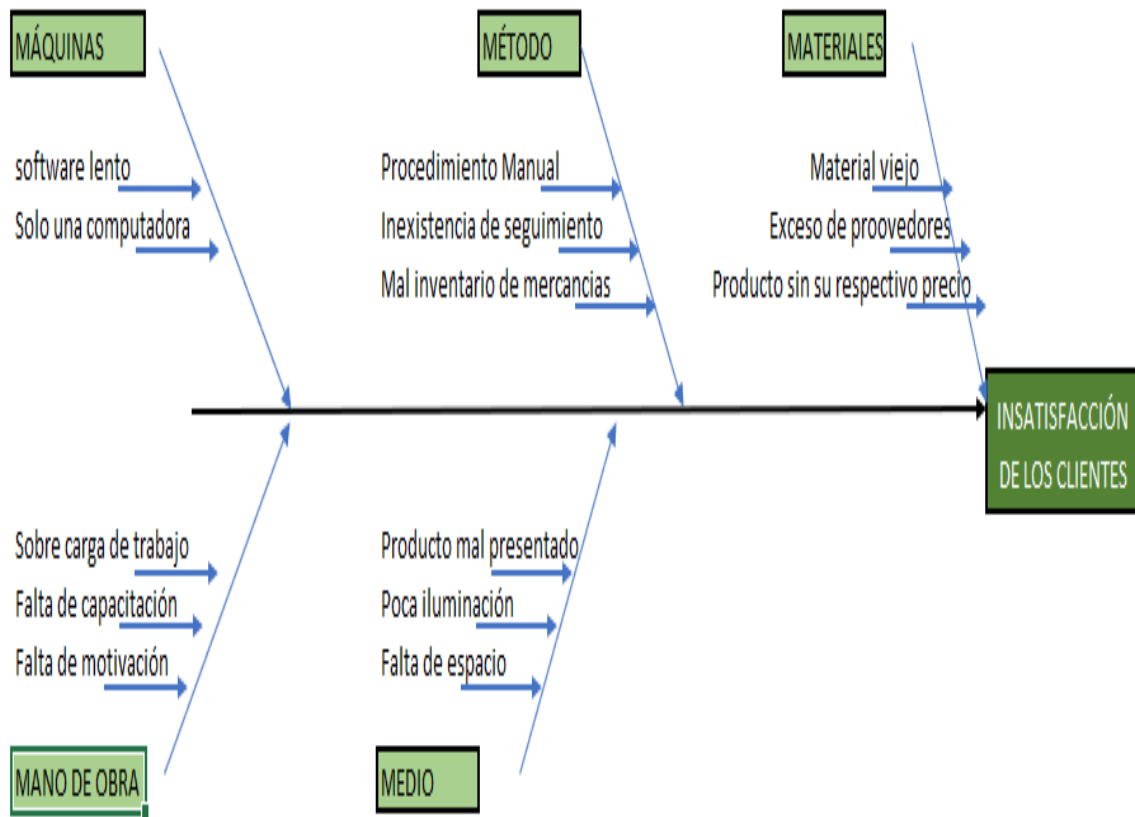 MÁQUINAS
MÉTODO
MATERIALES
software lento
Solo una computadora
Procedimiento Manual
Inexistencia de seguimiento
Mal inventario de mercancias
Material viejo
Exceso de proovedores
Producto sin su respectivo precio
INSATISFACCIÓN
DE LOS CLIENTES
Sobre carga de trabajo
Falta de capacitación
Falta de motivación
Producto mal presentado
Poca iluminación
Falta de espacio
MANO DE OBRA
MEDIO